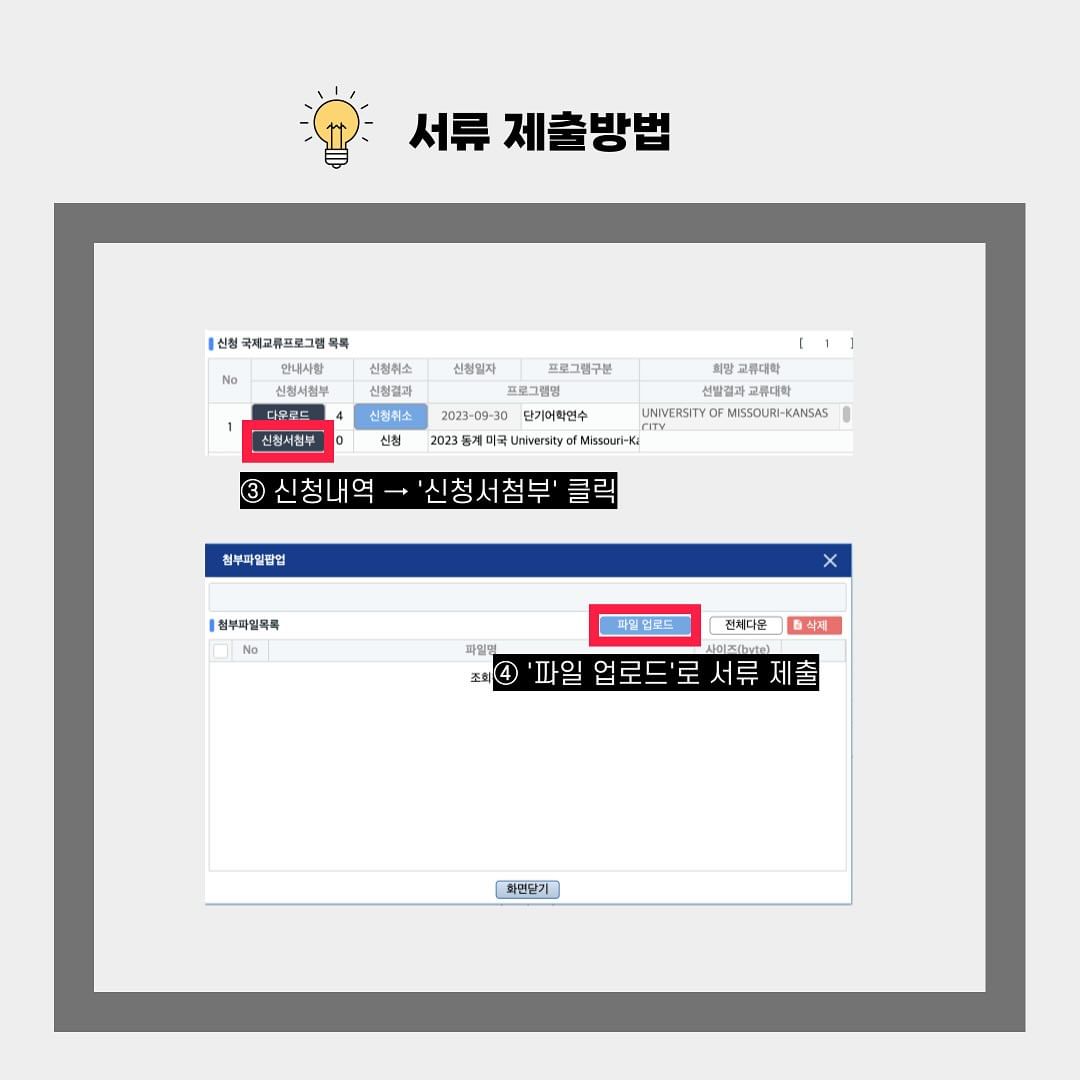 서류 제출방법
신청 국제교류프로그램 목록 [ 1 ]
No 안내사항 신청취소 신청일자 프로그램구분 희망 교류대학
신청서첨부 신청결과 프로그램명 선발결과 교류대학
1 다운로드 4 신청취소 2023-09-30 단기어학연수 UNIVERSITY OF MISSOURI-KANSAS
CITY
신청서첨부 0 신청 2023 동계 미국 University of Missouri-Ka
③ 신청내역 → '신청서첨부' 클릭
첨부파일팝업
첨부파일목록 파일 업로드 전체다운 삭제
No 파일명 사이즈(byte)
조회
④ '파일 업로드'로 서류 제출
화면닫기